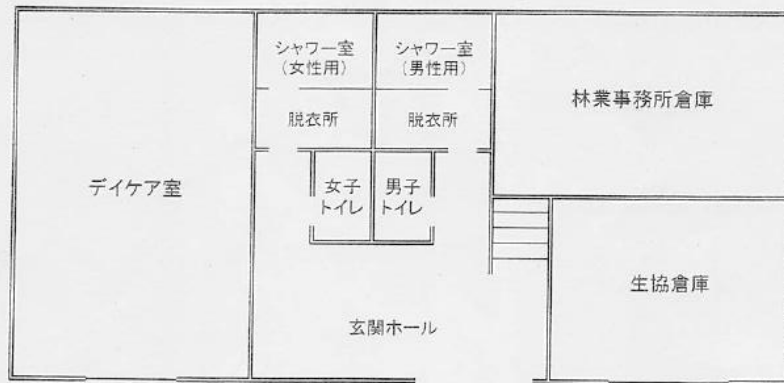 シャワー室
(女性用)
シャワー室
(男性用)
林業事務所倉庫
脱衣所
脱衣所
デイケア室
女子
トイレ
男子
トイレ
生協倉庫
玄関ホール